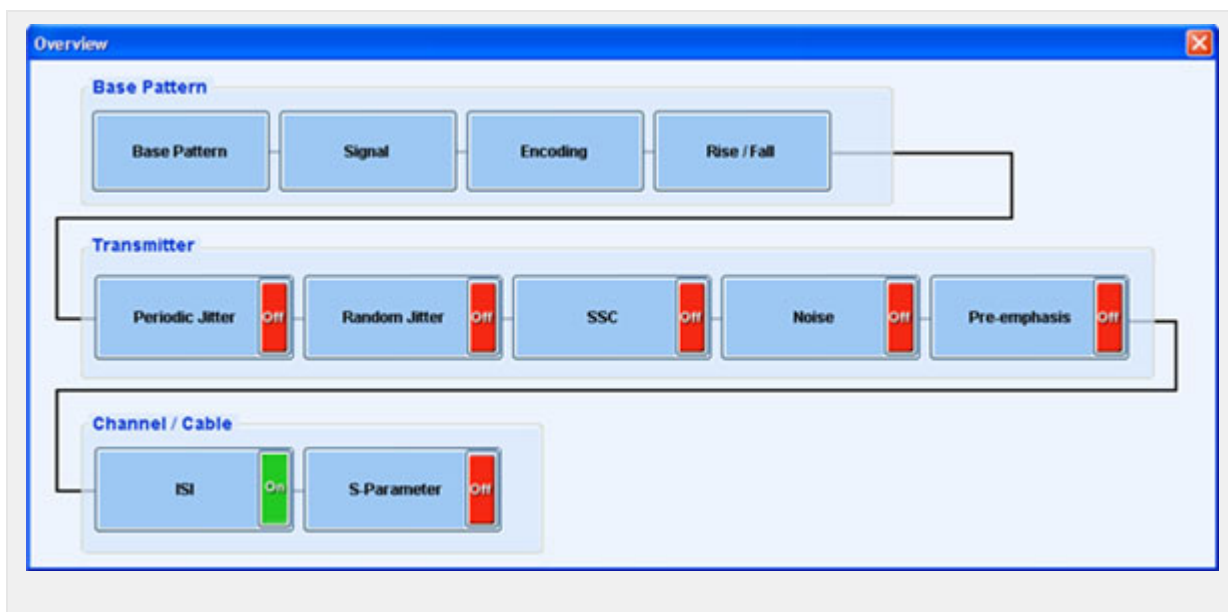 Overview
Base Pattern
Base Pattern Signal Encoding Rise / Fall
Transmitter
Periodic Jitter Off Random Jitter Off SSC Off Noise Off Pre-emphasis Off
Channel / Cable
ISI On S-Parameter Off